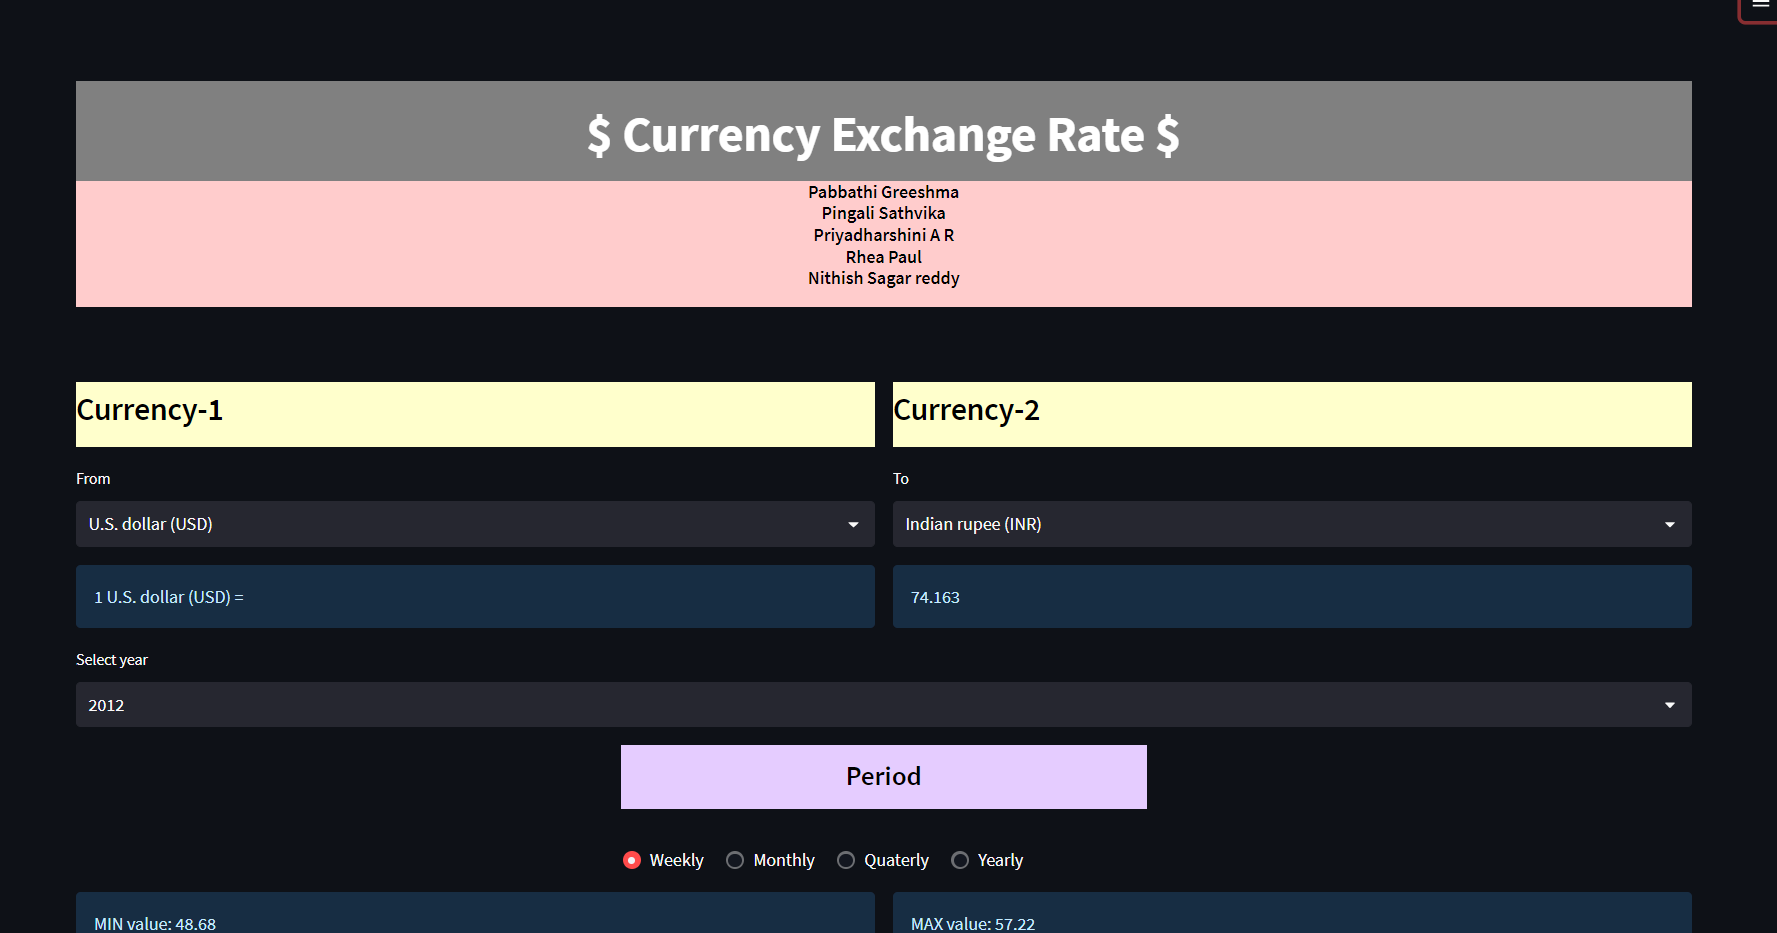 $ Currency Exchange Rate $
Pabbathi Greeshma
Pingali Sathvika
Priyadharshini A R
Rhea Paul
Nithish Sagar reddy
Currency-1
Currency-2
From
To
U.S. dollar (USD)
Indian rupee (INR)
1 U.S. dollar (USD) =
74.163
Select year
2012
Period
Weekly
Monthly
Quaterly
Yearly
MIN value: 48.68
MAX value: 57.22